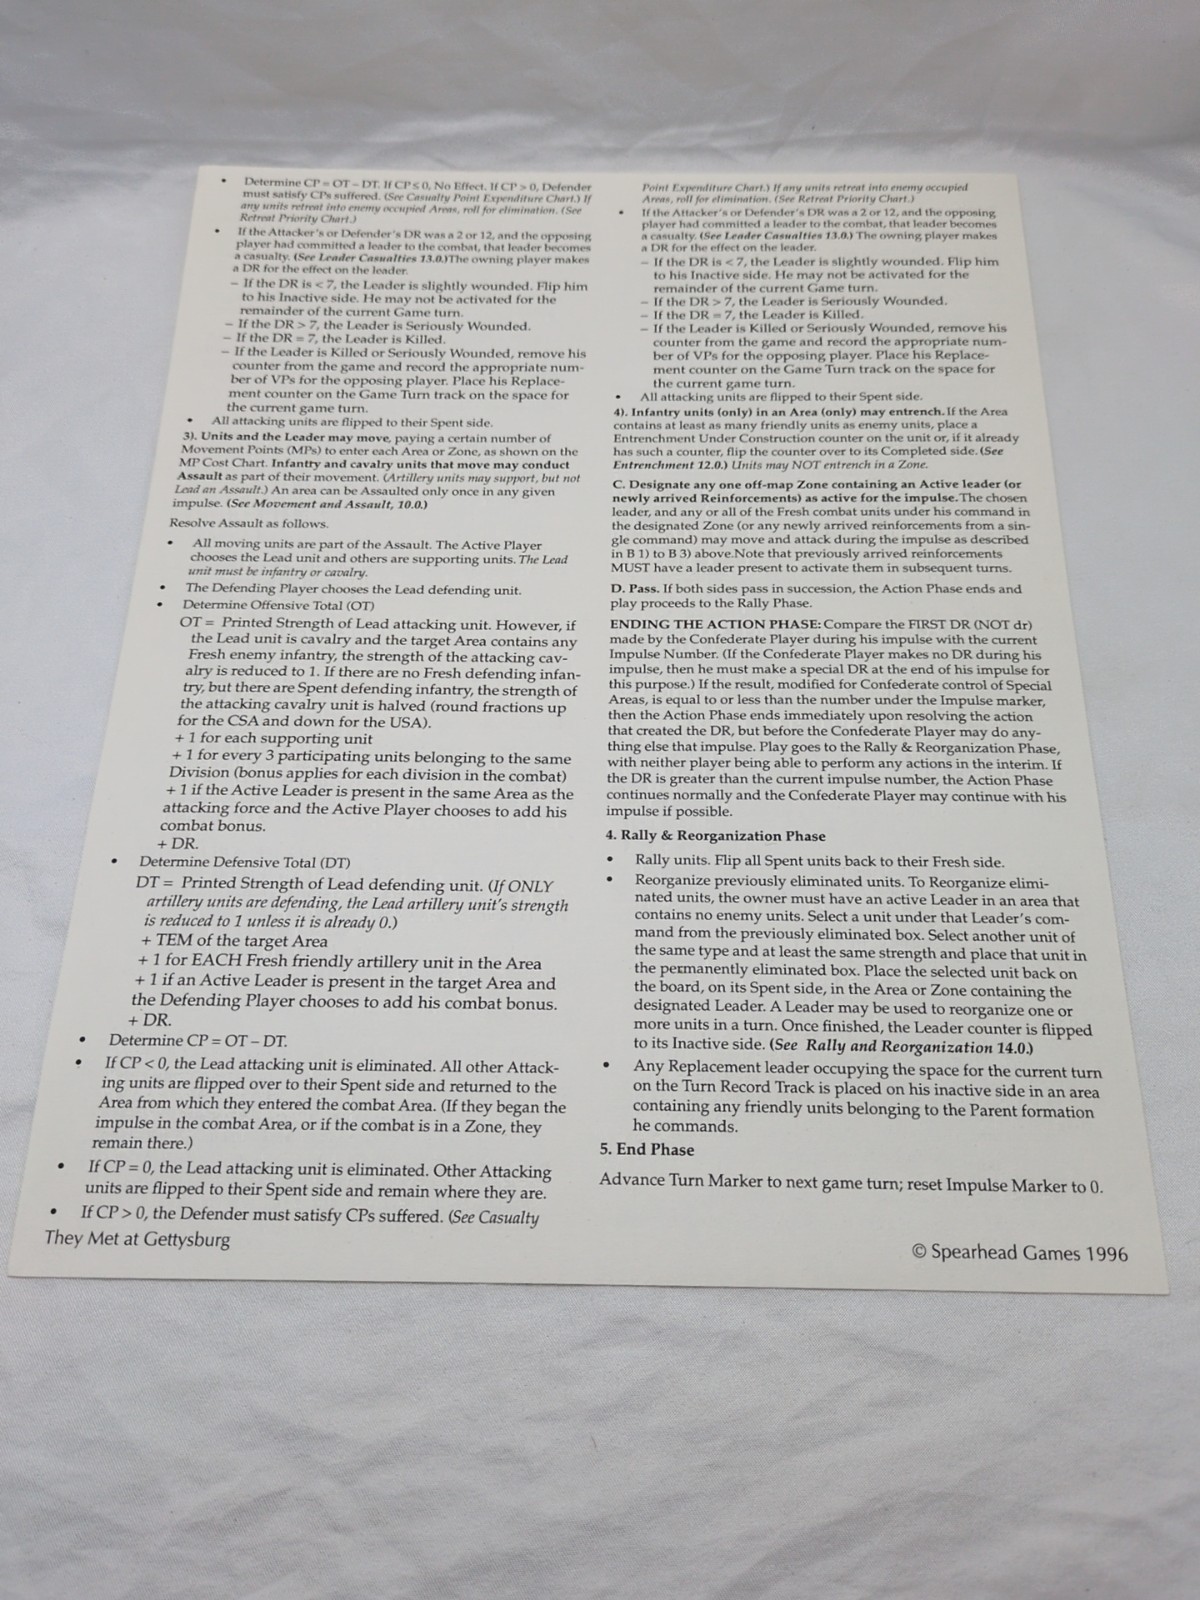 • Determine CP = OT – DT. If CP ≤ 0, No Effect. If CP > 0, Defender
must satisfy CPs suffered. (See Casualty Point Expenditure Chart.) If
any units retreat into enemy occupied Areas, roll for elimination. (See
Retreat Priority Chart.)
• If the Attacker's or Defender's DR was a 2 or 12, and the opposing
player had committed a leader to the combat, that leader becomes
a casualty. (See Leader Casualties 13.0.)The owning player makes
a DR for the effect on the leader.
– If the DR is < 7, the Leader is slightly wounded. Flip him
to his Inactive side. He may not be activated for the
remainder of the current Game turn.
– If the DR > 7, the Leader is Seriously Wounded.
– If the DR = 7, the Leader is Killed.
– If the Leader is Killed or Seriously Wounded, remove his
counter from the game and record the appropriate num-
ber of VPs for the opposing player. Place his Replace-
ment counter on the Game Turn track on the space for
the current game turn.
• All attacking units are flipped to their Spent side.
3). Units and the Leader may move, paying a certain number of
Movement Points (MPs) to enter each Area or Zone, as shown on the
MP Cost Chart. Infantry and cavalry units that move may conduct
Assault as part of their movement. (Artillery units may support, but not
Lead an Assault.) An area can be Assaulted only once in any given
impulse. (See Movement and Assault, 10.0.)
Resolve Assault as follows.
• All moving units are part of the Assault. The Active Player
chooses the Lead unit and others are supporting units. The Lead
unit must be infantry or cavalry.
• The Defending Player chooses the Lead defending unit.
• Determine Offensive Total (OT)
OT = Printed Strength of Lead attacking unit. However, if
the Lead unit is cavalry and the target Area contains any
Fresh enemy infantry, the strength of the attacking cav-
alry is reduced to 1. If there are no Fresh defending infan-
try, but there are Spent defending infantry, the strength of
the attacking cavalry unit is halved (round fractions up
for the CSA and down for the USA).
+ 1 for each supporting unit
+ 1 for every 3 participating units belonging to the same
Division (bonus applies for each division in the combat)
+ 1 if the Active Leader is present in the same Area as the
attacking force and the Active Player chooses to add his
combat bonus.
+ DR.
• Determine Defensive Total (DT)
DT = Printed Strength of Lead defending unit. (If ONLY
artillery units are defending, the Lead artillery unit's strength
is reduced to 1 unless it is already 0.)
+ TEM of the target Area
+ 1 for EACH Fresh friendly artillery unit in the Area
+ 1 if an Active Leader is present in the target Area and
the Defending Player chooses to add his combat bonus.
+ DR.
• Determine CP = OT – DT.
• If CP < 0, the Lead attacking unit is eliminated. All other Attack-
ing units are flipped over to their Spent side and returned to the
Area from which they entered the combat Area. (If they began the
impulse in the combat Area, or if the combat is in a Zone, they
remain there.)
• If CP = 0, the Lead attacking unit is eliminated. Other Attacking
units are flipped to their Spent side and remain where they are.
• If CP > 0, the Defender must satisfy CPs suffered. (See Casualty
Point Expenditure Chart.) If any units retreat into enemy occupied
Areas, roll for elimination. (See Retreat Priority Chart.)
• If the Attacker's or Defender's DR was a 2 or 12, and the opposing
player had committed a leader to the combat, that leader becomes
a casualty. (See Leader Casualties 13.0.) The owning player makes
a DR for the effect on the leader.
– If the DR is < 7, the Leader is slightly wounded. Flip him
to his Inactive side. He may not be activated for the
remainder of the current Game turn.
– If the DR > 7, the Leader is Seriously Wounded.
– If the DR = 7, the Leader is Killed.
– If the Leader is Killed or Seriously Wounded, remove his
counter from the game and record the appropriate num-
ber of VPs for the opposing player. Place his Replace-
ment counter on the Game Turn track on the space for
the current game turn.
• All attacking units are flipped to their Spent side.
4). Infantry units (only) in an Area (only) may entrench. If the Area
contains at least as many friendly units as enemy units, place a
Entrenchment Under Construction counter on the unit or, if it already
has such a counter, flip the counter over to its Completed side. (See
Entrenchment 12.0.) Units may NOT entrench in a Zone.
C. Designate any one off-map Zone containing an Active leader (or
newly arrived Reinforcements) as active for the impulse. The chosen
leader, and any or all of the Fresh combat units under his command in
the designated Zone (or any newly arrived reinforcements from a sin-
gle command) may move and attack during the impulse as described
in B 1) to B 3) above.Note that previously arrived reinforcements
MUST have a leader present to activate them in subsequent turns.
D. Pass. If both sides pass in succession, the Action Phase ends and
play proceeds to the Rally Phase.
ENDING THE ACTION PHASE: Compare the FIRST DR (NOT dr)
made by the Confederate Player during his impulse with the current
Impulse Number. (If the Confederate Player makes no DR during his
impulse, then he must make a special DR at the end of his impulse for
this purpose.) If the result, modified for Confederate control of Special
Areas, is equal to or less than the number under the Impulse marker,
then the Action Phase ends immediately upon resolving the action
that created the DR, but before the Confederate Player may do any-
thing else that impulse. Play goes to the Rally & Reorganization Phase,
with neither player being able to perform any actions in the interim. If
the DR is greater than the current impulse number, the Action Phase
continues normally and the Confederate Player may continue with his
impulse if possible.
4. Rally & Reorganization Phase
• Rally units. Flip all Spent units back to their Fresh side.
• Reorganize previously eliminated units. To Reorganize elimi-
nated units, the owner must have an active Leader in an area that
contains no enemy units. Select a unit under that Leader's com-
mand from the previously eliminated box. Select another unit of
the same type and at least the same strength and place that unit in
the permanently eliminated box. Place the selected unit back on
the board, on its Spent side, in the Area or Zone containing the
designated Leader. A Leader may be used to reorganize one or
more units in a turn. Once finished, the Leader counter is flipped
to its Inactive side. (See Rally and Reorganization 14.0.)
• Any Replacement leader occupying the space for the current turn
on the Turn Record Track is placed on his inactive side in an area
containing any friendly units belonging to the Parent formation
he commands.
5. End Phase
Advance Turn Marker to next game turn; reset Impulse Marker to 0.
They Met at Gettysburg
© Spearhead Games 1996